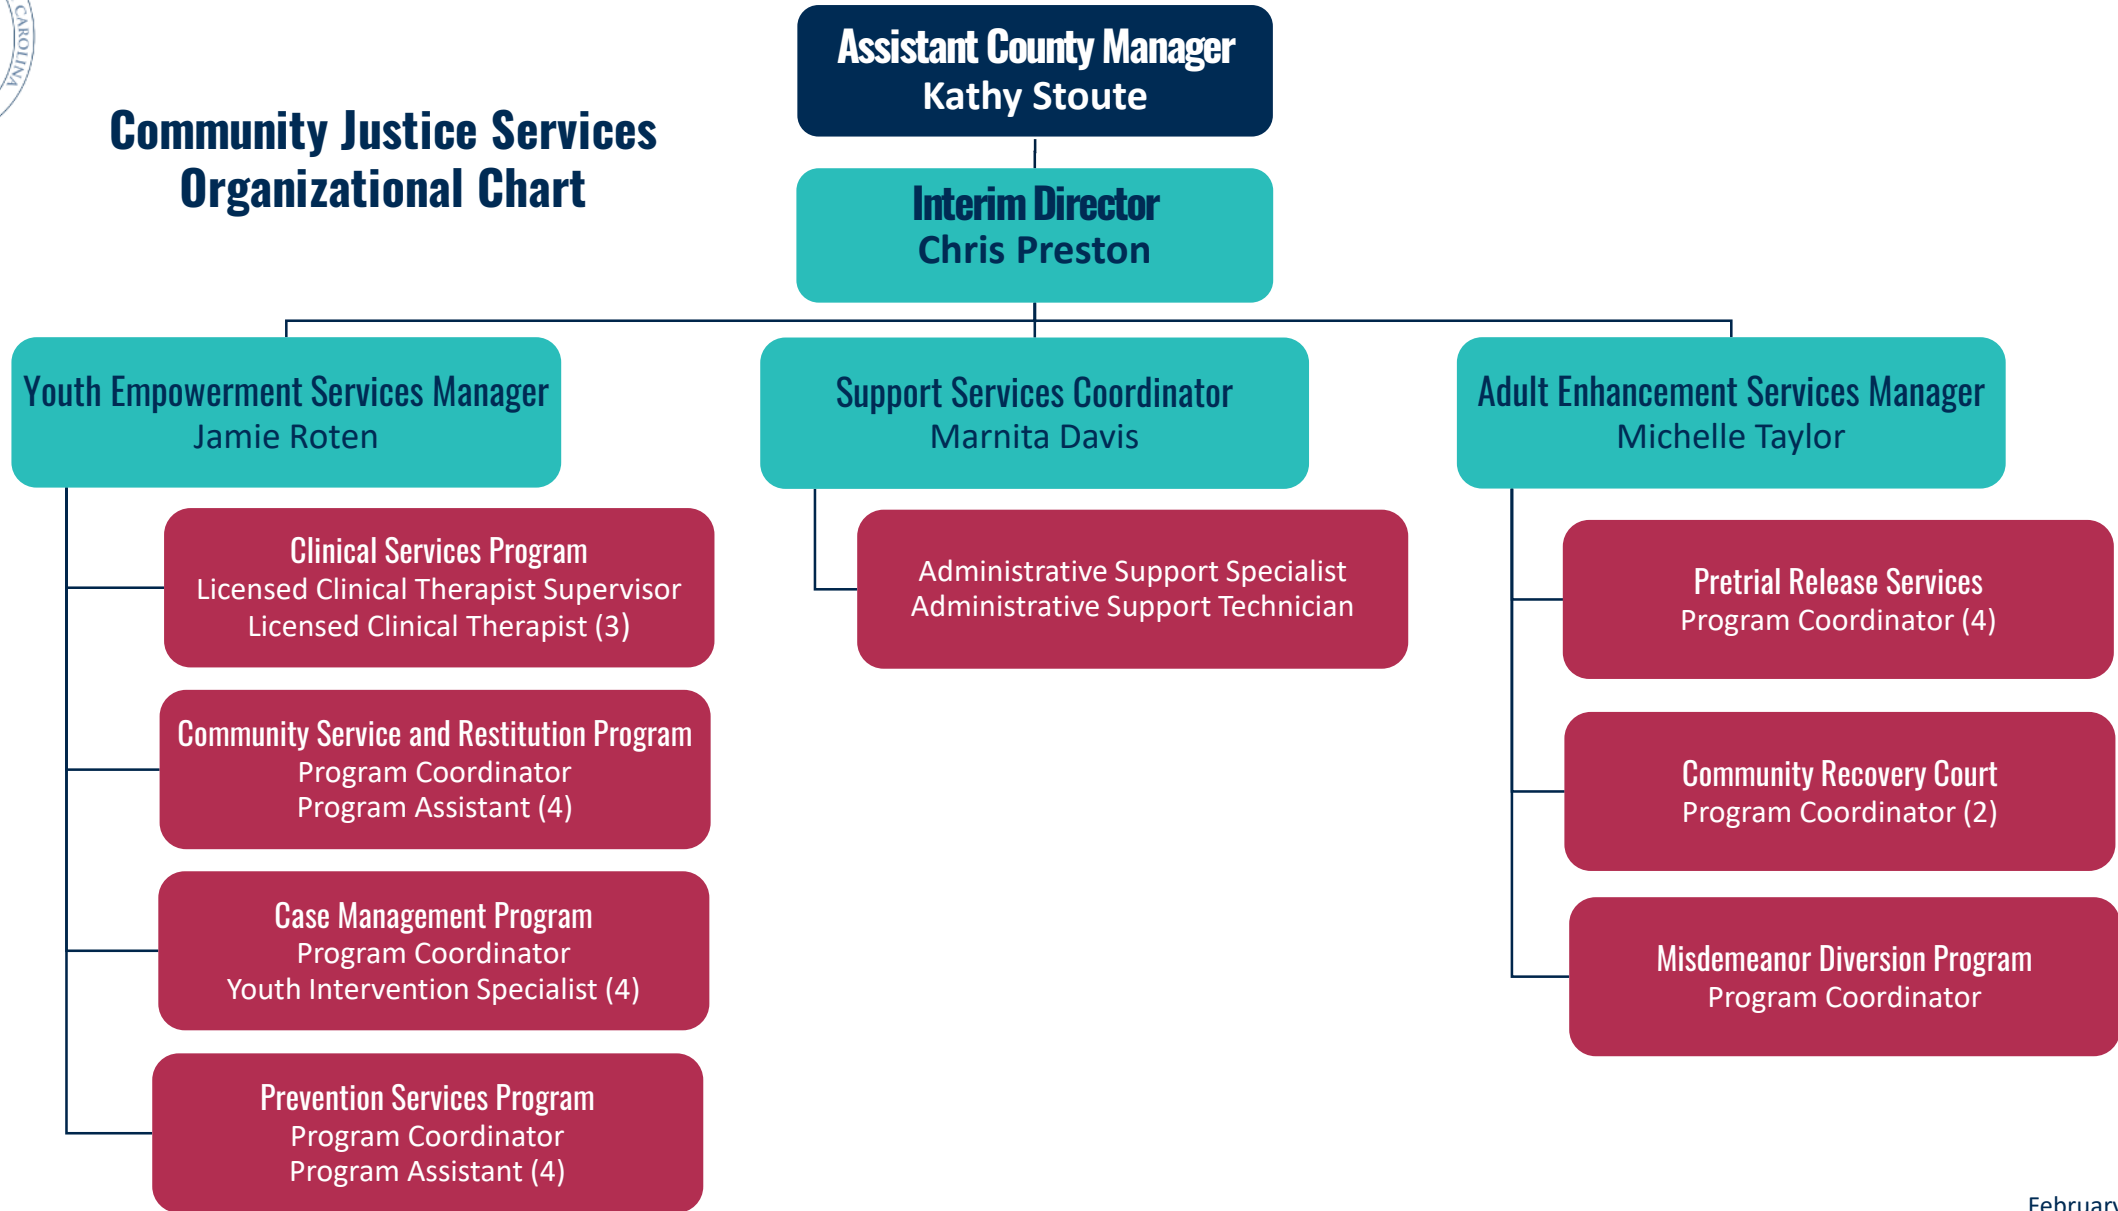 CAROLINA
Community Justice Services
Organizational Chart
Assistant County Manager
Kathy Stoute
Interim Director
Chris Preston
Youth Empowerment Services Manager
Jamie Roten
Clinical Services Program
Licensed Clinical Therapist Supervisor
Licensed Clinical Therapist (3)
Community Service and Restitution Program
Program Coordinator
Program Assistant (4)
Case Management Program
Program Coordinator
Youth Intervention Specialist (4)
Prevention Services Program
Program Coordinator
Program Assistant (4)
Support Services Coordinator
Marnita Davis
Administrative Support Specialist
Administrative Support Technician
Adult Enhancement Services Manager
Michelle Taylor
Pretrial Release Services
Program Coordinator (4)
Community Recovery Court
Program Coordinator (2)
Misdemeanor Diversion Program
Program Coordinator
February